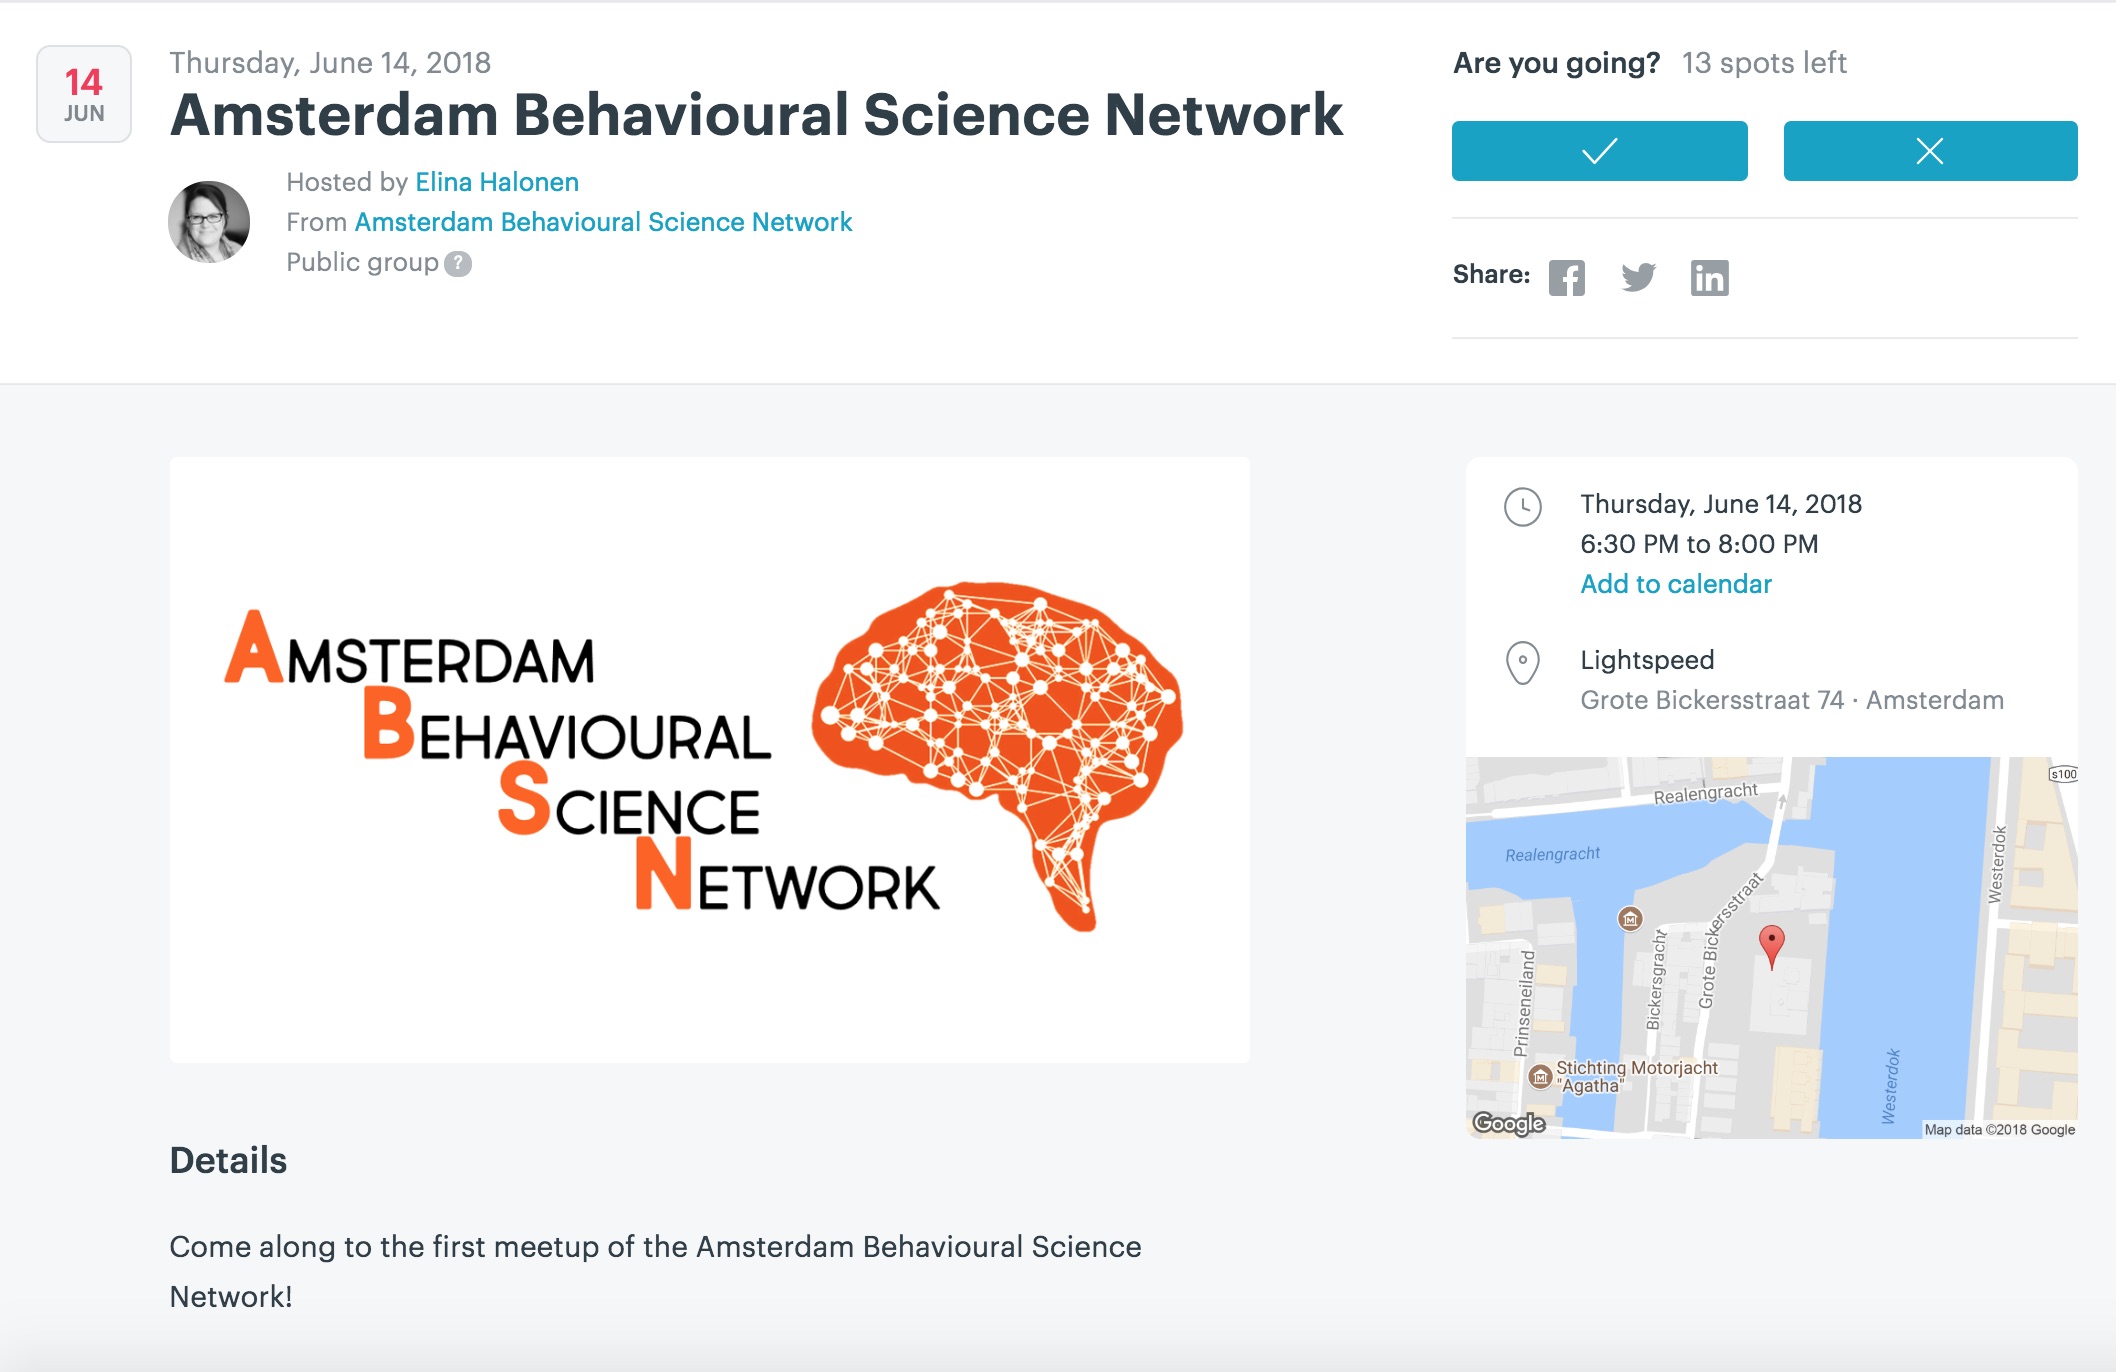 14
JUN
Thursday, June 14, 2018
Amsterdam Behavioural Science Network
Hosted by Elina Halonen
From Amsterdam Behavioural Science Network
Public group ?
Are you going? 13 spots left
Share:
AMSTERDAM
BEHAVIOURAL
SCIENCE
NETWORK
Thursday, June 14, 2018
6:30 PM to 8:00 PM
Add to calendar
Lightspeed
Grote Bickersstraat 74 · Amsterdam
s100
Realengracht
Realengracht
Westerdok
Grote Bickersstraat
Bickersgracht
Prinseneiland
Stichting Motorjacht
"Agatha"
Westerdok
Google
Map data ©2018 Google
Details
Come along to the first meetup of the Amsterdam Behavioural Science
Network!